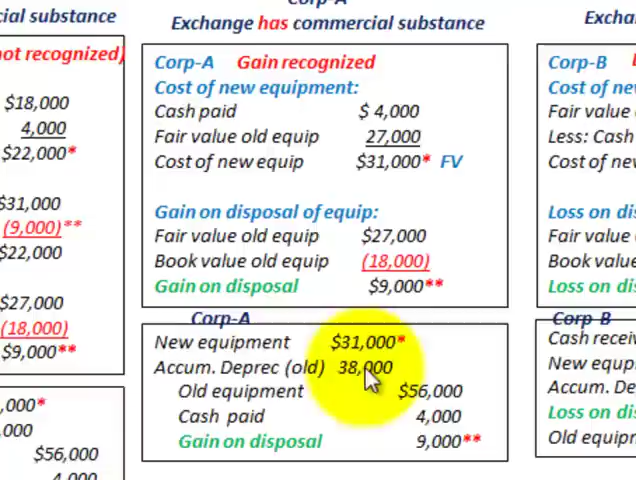 Corp-A
cial substance
Exchange has commercial substance
Excha
not recognized)
$18,000
4,000
$22,000*
$31,000
(9,000)**
$22,000
$27,000
(18,000)
$9,000**
,000*
,000
$56,000
4,000
Corp-A Gain recognized
Cost of new equipment:
Cash paid $ 4,000
Fair value old equip 27,000
Cost of new equip $31,000* FV
Gain on disposal of equip:
Fair value old equip $27,000
Book value old equip (18,000)
Gain on disposal $9,000**
Corp-A
New equipment $31,000*
Accum. Deprec (old) 38,000
Old equipment $56,000
Cash paid 4,000
Gain on disposal 9,000**
Corp-B
Cost of new
Fair value
Less: Cash
Cost of new
Loss on dis
Fair value
Book value
Loss on dis
Corp B
Cash receiv
New equip
Accum. De
Loss on dis
Old equipm